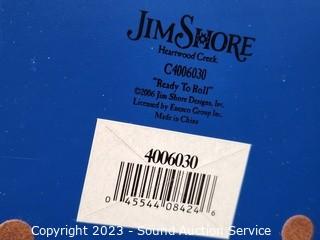 JIM SHORE
Heartwood Creek
C4006030
"Ready To Roll"
©2006 Jim Shore Designs, Inc.
Licensed by Enesco Group Inc.
Made in China
4006030
0 45544 08424 6
Copyright 2023 - Sound Auction Service